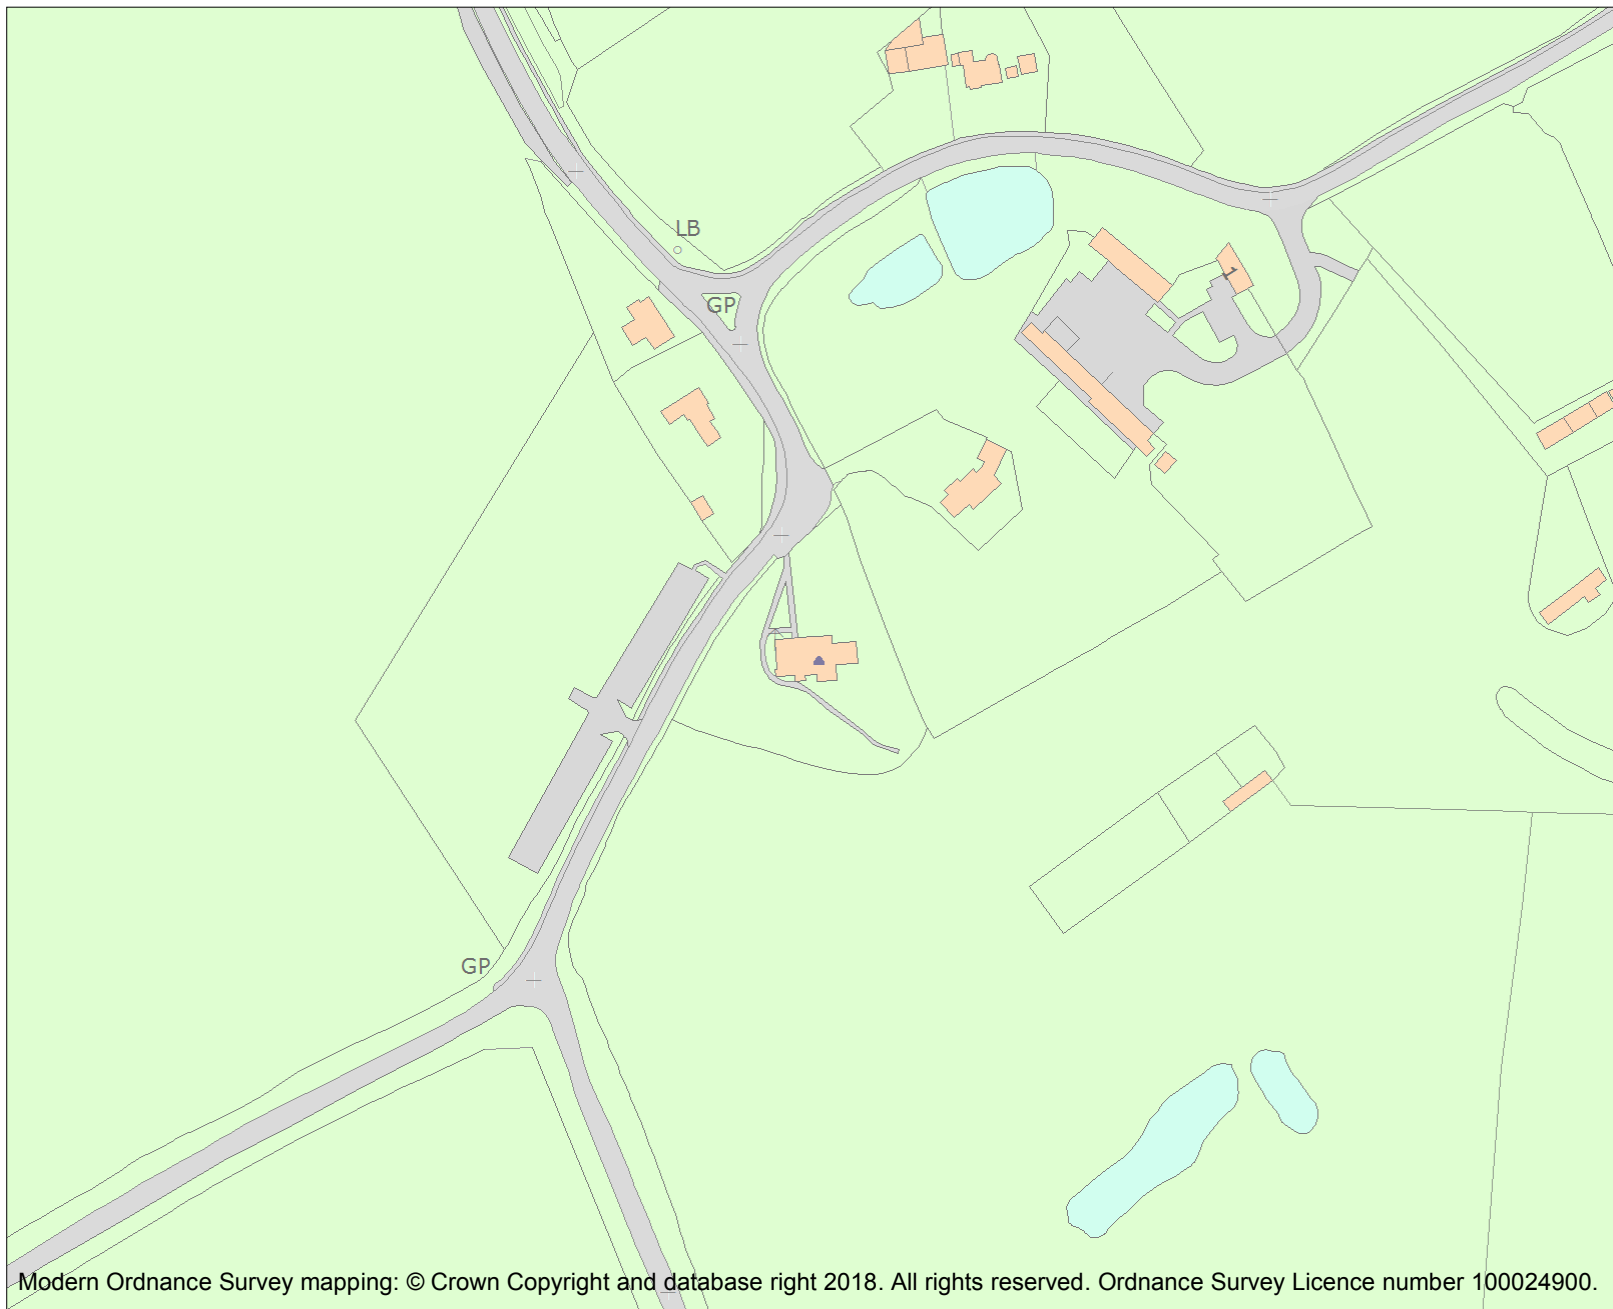 LB
GP
1
GP
Modern Ordnance Survey mapping: © Crown Copyright and database right 2018. All rights reserved. Ordnance Survey Licence number 100024900.